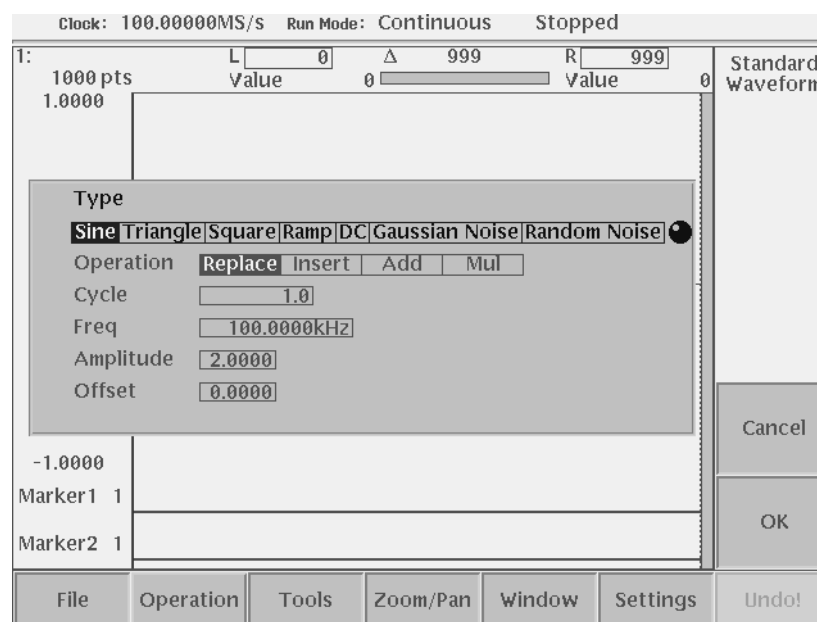 Clock: 100.00000MS/s Run Mode: Continuous Stopped
1: L 0 Δ 999 R 999
1000 pts Value 0 Value 0
Standard
Waveform
1.0000
Type
Sine Triangle Square Ramp DC Gaussian Noise Random Noise
Operation Replace Insert Add Mul
Cycle 1.0
Freq 100.0000kHz
Amplitude 2.0000
Offset 0.0000
Cancel
-1.0000
Marker1 1
OK
Marker2 1
File Operation Tools Zoom/Pan Window Settings Undo!